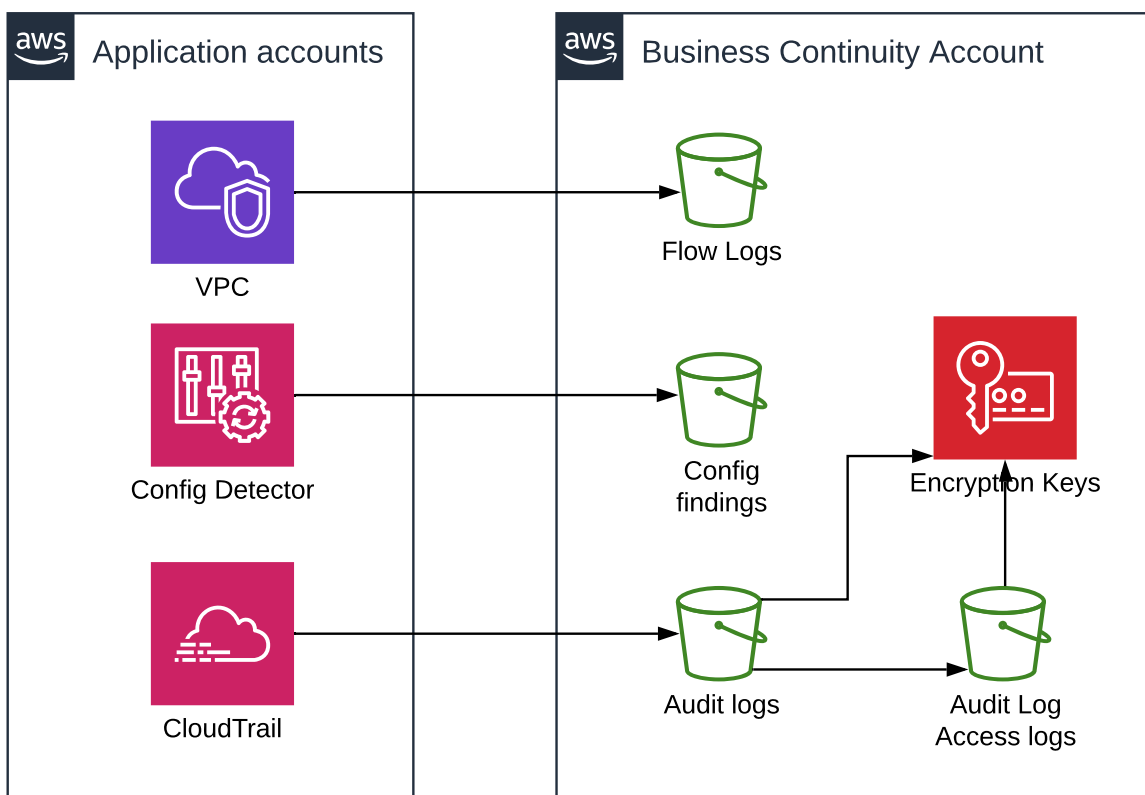 aws
Application accounts
aws
Business Continuity Account
VPC
Flow Logs
Config Detector
Config
findings
Encryption Keys
CloudTrail
Audit logs
Audit Log
Access logs